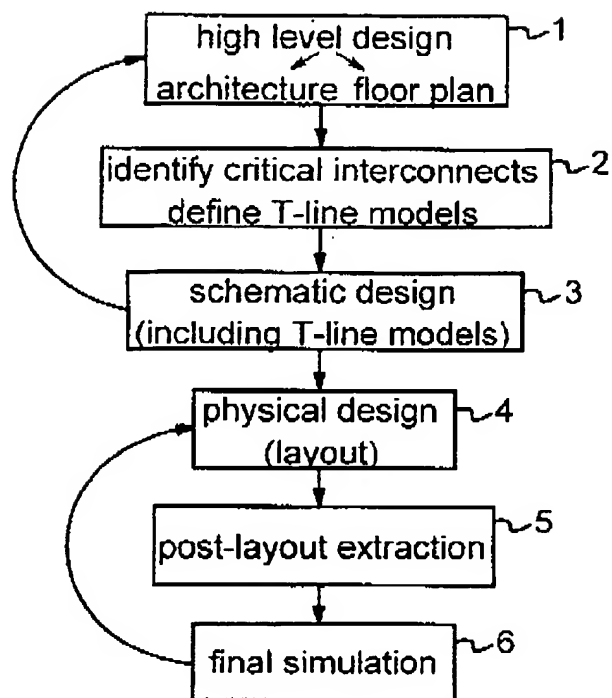 high level design
1
architecture floor plan
identify critical interconnects
2
define T-line models
schematic design
3
(including T-line models)
physical design
4
(layout)
5
post-layout extraction
6
final simulation